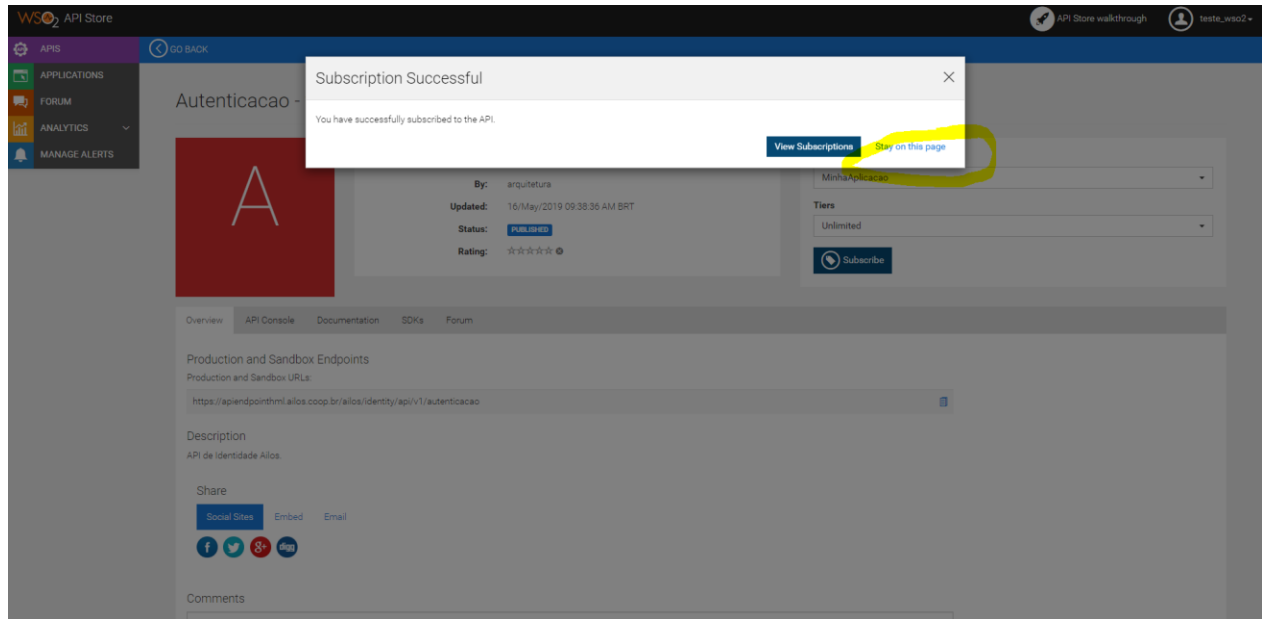 WSO2 API Store
API Store walkthrough
teste_wso2
APIS
GO BACK
APPLICATIONS
FORUM
ANALYTICS
MANAGE ALERTS
Autenticacao -
Subscription Successful
You have successfully subscribed to the API.
View Subscriptions
Stay on this page
A
By: arquitetura
Updated: 16/May/2019 09:38:36 AM BRT
Status: PUBLISHED
Rating:
MinhaAplicacao
Tiers
Unlimited
Subscribe
Overview API Console Documentation SDKs Forum
Production and Sandbox Endpoints
Production and Sandbox URLs:
https://apiendpointhml.ailos.coop.br/ailos/identity/api/v1/autenticacao
Description
API de Identidade Ailos.
Share
Social Sites Embed Email
f 8+ digg
Comments